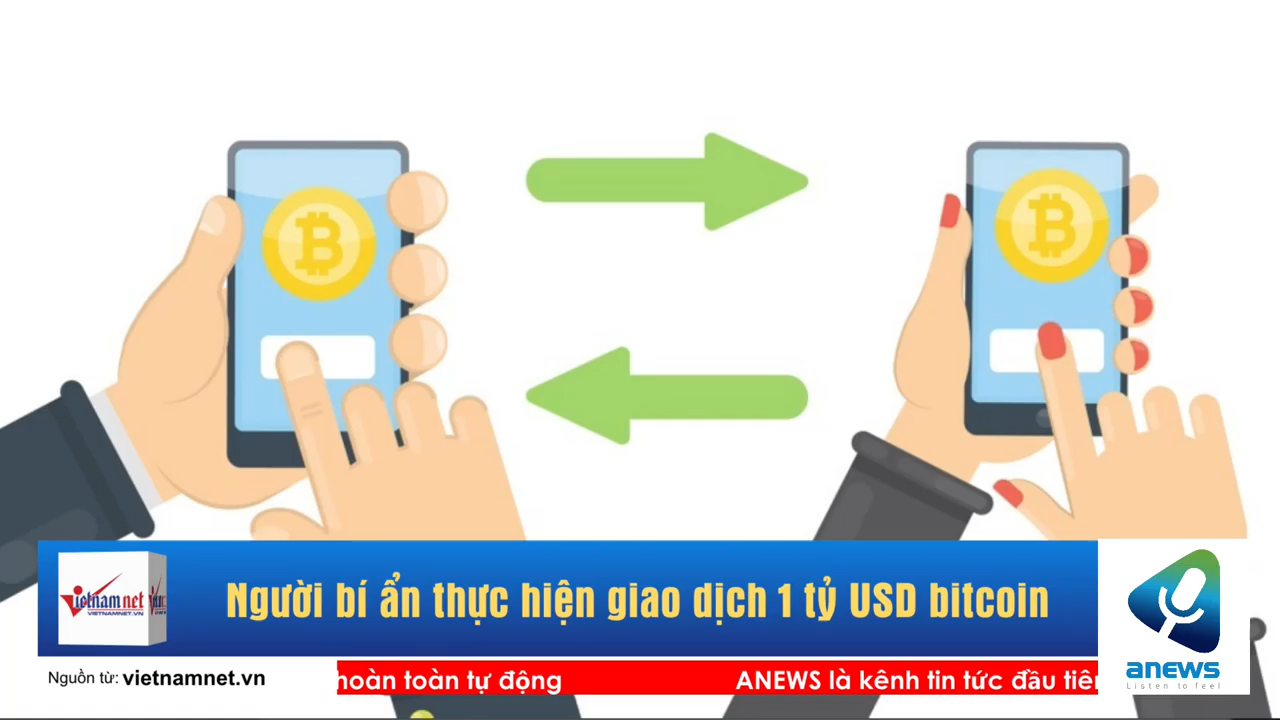 Người bí ẩn thực hiện giao dịch 1 tỷ USD bitcoin
Vietnamnet
VIETNAMNET.VN
Nguồn từ: vietnamnet.vn
hoàn toàn tự động
ANEWS là kênh tin tức đầu tiên
anews
Listen to feel